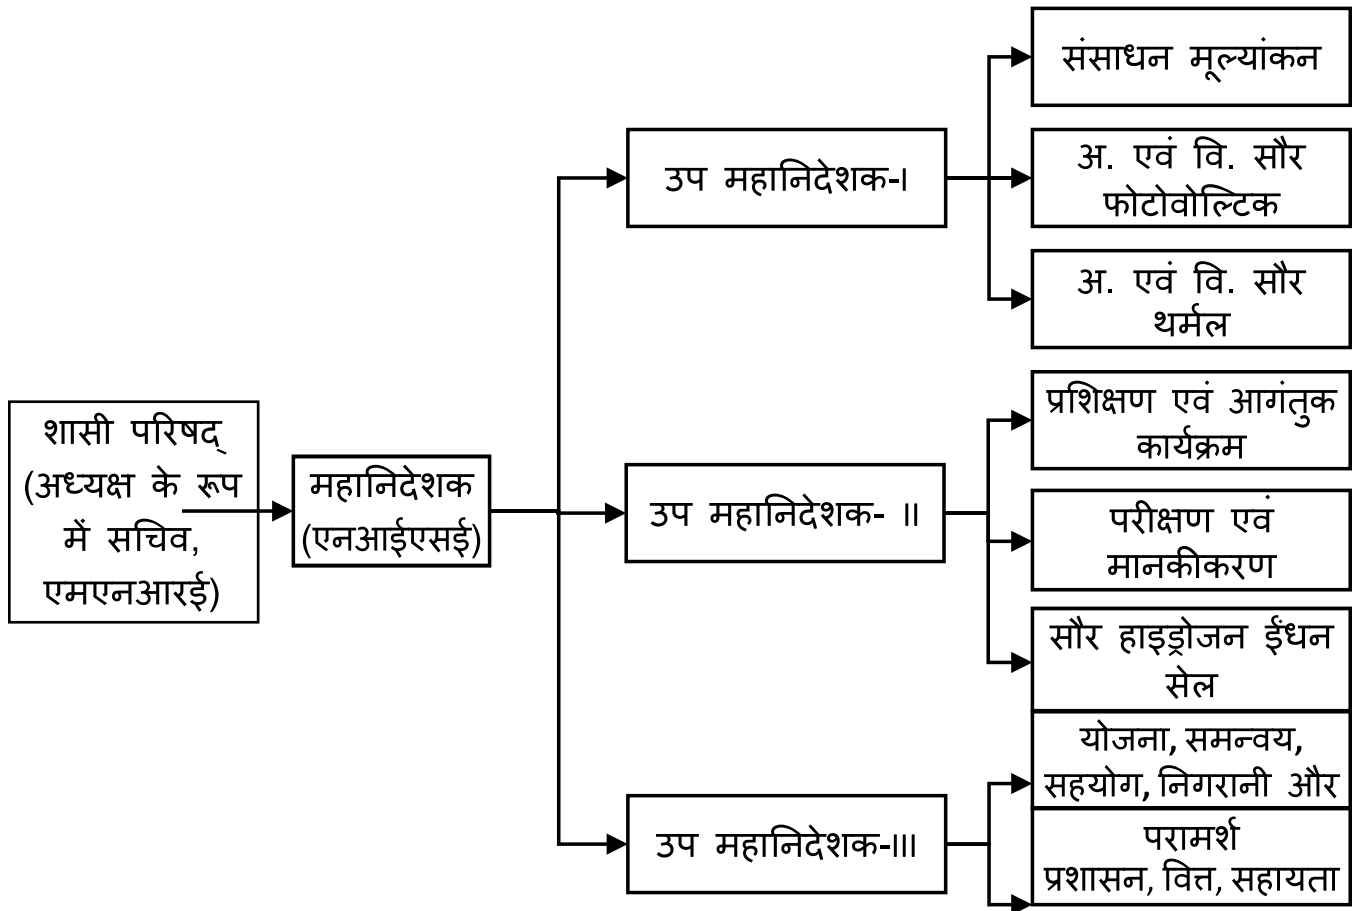 शासी परिषद्
(अध्यक्ष के रूप
में सचिव,
एमएनआरई)
महानिदेशक
(एनआईएसई)
उप महानिदेशक-I
संसाधन मूल्यांकन
अ. एवं वि. सौर
फोटोवोल्टिक
अ. एवं वि. सौर
थर्मल
उप महानिदेशक- II
प्रशिक्षण एवं आगंतुक
कार्यक्रम
परीक्षण एवं
मानकीकरण
सौर हाइड्रोजन ईंधन
सेल
उप महानिदेशक-III
योजना, समन्वय,
सहयोग, निगरानी और
परामर्श
प्रशासन, वित्त, सहायता